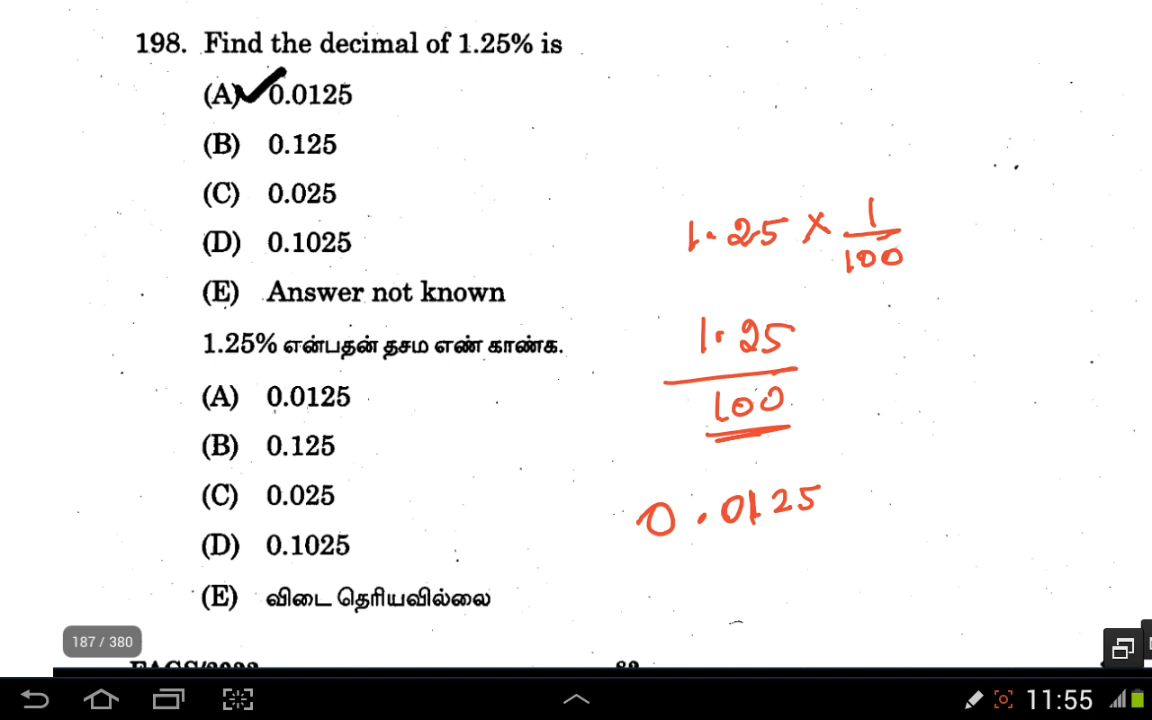 198. Find the decimal of 1.25% is
(A) 0.0125
(B) 0.125
(C) 0.025
(D) 0.1025
(E) Answer not known
1.25% என்பதன் தசம எண் காண்க.
(A) 0.0125
(B) 0.125
(C) 0.025
(D) 0.1025
(E) விடை தெரியவில்லை
1.25 × 1/100
1.25
100
0.0125
187 / 380
11:55